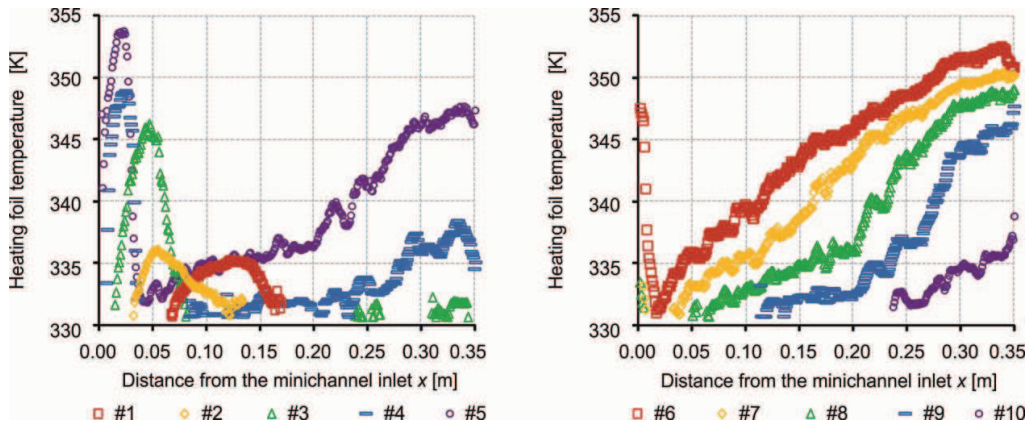 Heating foil temperature [K]
355
350
345
340
335
330
0.00 0.05 0.10 0.15 0.20 0.25 0.30 0.35
Distance from the minichannel inlet x [m]
#1 #2 #3 #4 #5
Heating foil temperature [K]
355
350
345
340
335
330
0.00 0.05 0.10 0.15 0.20 0.25 0.30 0.35
Distance from the minichannel inlet x [m]
#6 #7 #8 #9 #10